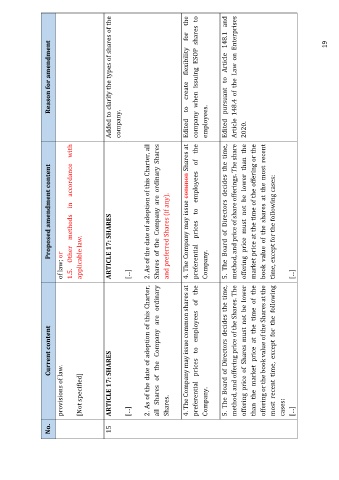 No.
Current content
Proposed amendment content
Reason for amendment
provisions of law.
[Not specified]
of law; or
1.5. Other methods in accordance with
applicable law.
15
ARTICLE 17: SHARES
[...]
2. As of the date of adoption of this Charter,
all Shares of the Company are ordinary
Shares.
ARTICLE 17: SHARES
[...]
2. As of the date of adoption of this Charter, all
Shares of the Company are ordinary Shares
and preferred Shares (if any).
Added to clarify the types of shares of the
company.
4. The Company may issue common shares at
preferential prices to employees of the
Company.
4. The Company may issue common Shares at
preferential prices to employees of the
Company.
Edited to create flexibility for the
company when issuing ESOP shares to
employees.
5. The Board of Directors decides the time,
method, and offering price of the Shares. The
offering price of Shares must not be lower
than the market price at the time of the
offering or the book value of the Shares at the
most recent time, except for the following
cases:
[...]
5. The Board of Directors decides the time,
method, and price of share offerings. The share
offering price must not be lower than the
market price at the time of the offering or the
book value of the shares at the most recent
time, except for the following cases:
[...]
Edited pursuant to Article 148.1 and
Article 148.4 of the Law on Enterprises
2020.
19